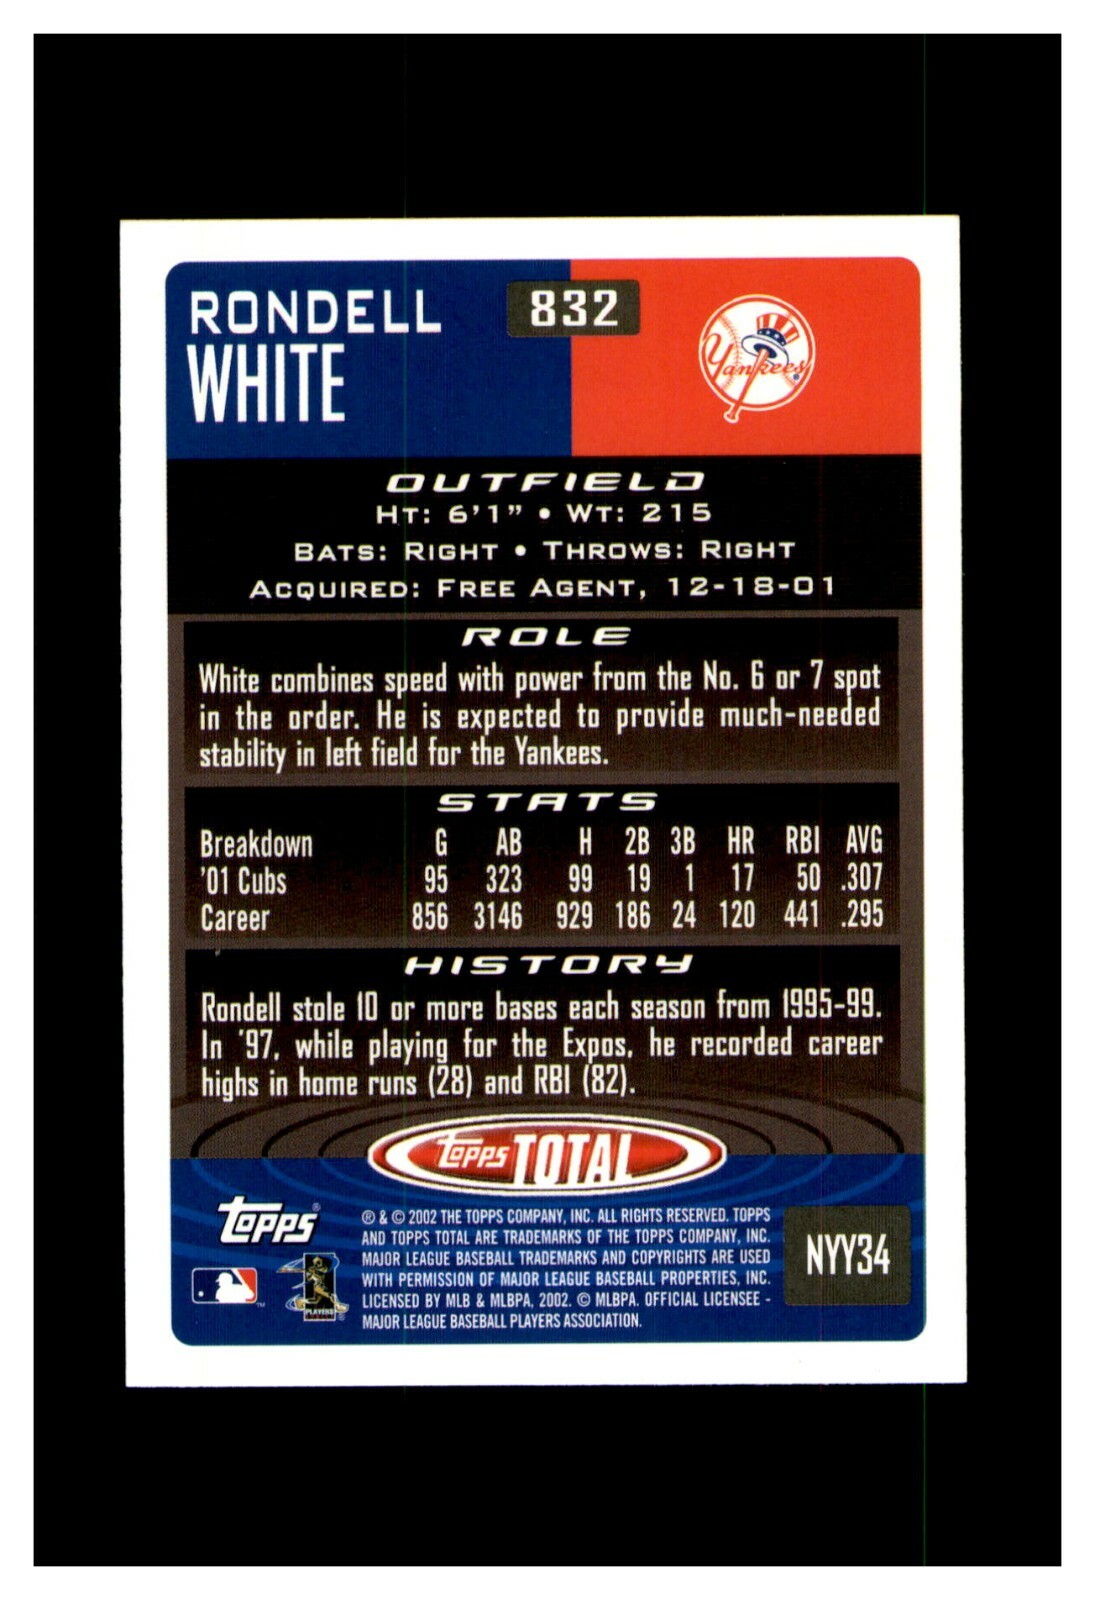 RONDELL
WHITE
832
Yankees
OUTFIELD
HT: 6'1" • WT: 215
BATS: RIGHT • THROWS: RIGHT
ACQUIRED: FREE AGENT, 12-18-01
ROLE
White combines speed with power from the No. 6 or 7 spot
in the order. He is expected to provide much-needed
stability in left field for the Yankees.
STATS
Breakdown G AB H 2B 3B HR RBI AVG
'01 Cubs 95 323 99 19 1 17 50 .307
Career 856 3146 929 186 24 120 441 .295
HISTORY
Rondell stole 10 or more bases each season from 1995-99.
In '97, while playing for the Expos, he recorded career
highs in home runs (28) and RBI (82).
Topps TOTAL
Topps®
® & © 2002 THE TOPPS COMPANY, INC. ALL RIGHTS RESERVED. TOPPS
AND TOPPS TOTAL ARE TRADEMARKS OF THE TOPPS COMPANY, INC.
MAJOR LEAGUE BASEBALL TRADEMARKS AND COPYRIGHTS ARE USED
WITH PERMISSION OF MAJOR LEAGUE BASEBALL PROPERTIES, INC.
LICENSED BY MLB & MLBPA, 2002. © MLBPA. OFFICIAL LICENSEE -
MAJOR LEAGUE BASEBALL PLAYERS ASSOCIATION.
NYY34
PLAYERS